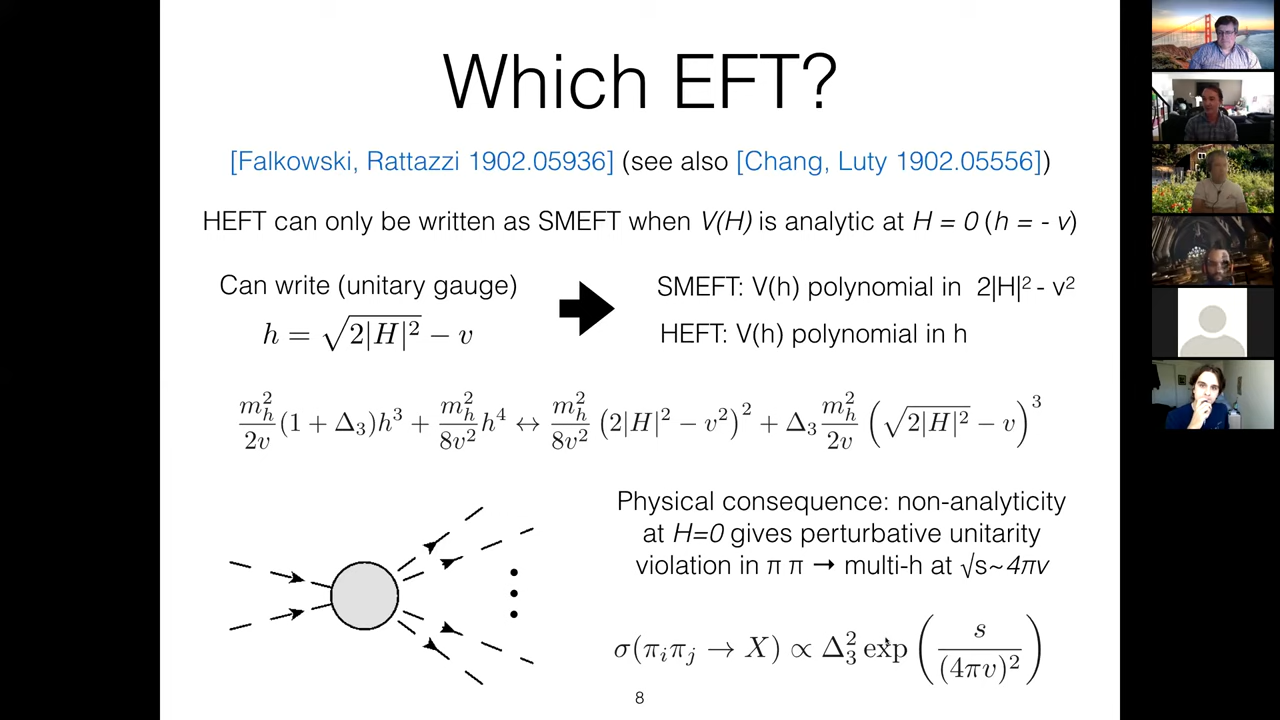 Which EFT?
[Falkowski, Rattazzi 1902.05936] (see also [Chang, Luty 1902.05556])
HEFT can only be written as SMEFT when V(H) is analytic at H = 0 (h = - v)
Can write (unitary gauge)
h = √2|H|² − v
SMEFT: V(h) polynomial in 2|H|² - v²
HEFT: V(h) polynomial in h
m_h²/2v (1 + Δ₃)h³ + m_h²/8v² h⁴ ↔ m_h²/8v² (2|H|² − v²)² + Δ₃ m_h²/2v (√2|H|² − v)³
Physical consequence: non-analyticity
at H=0 gives perturbative unitarity
violation in π π → multi-h at √s~4πv
σ(π_iπ_j → X) ∝ Δ₃² exp (s/(4πv)²)
8